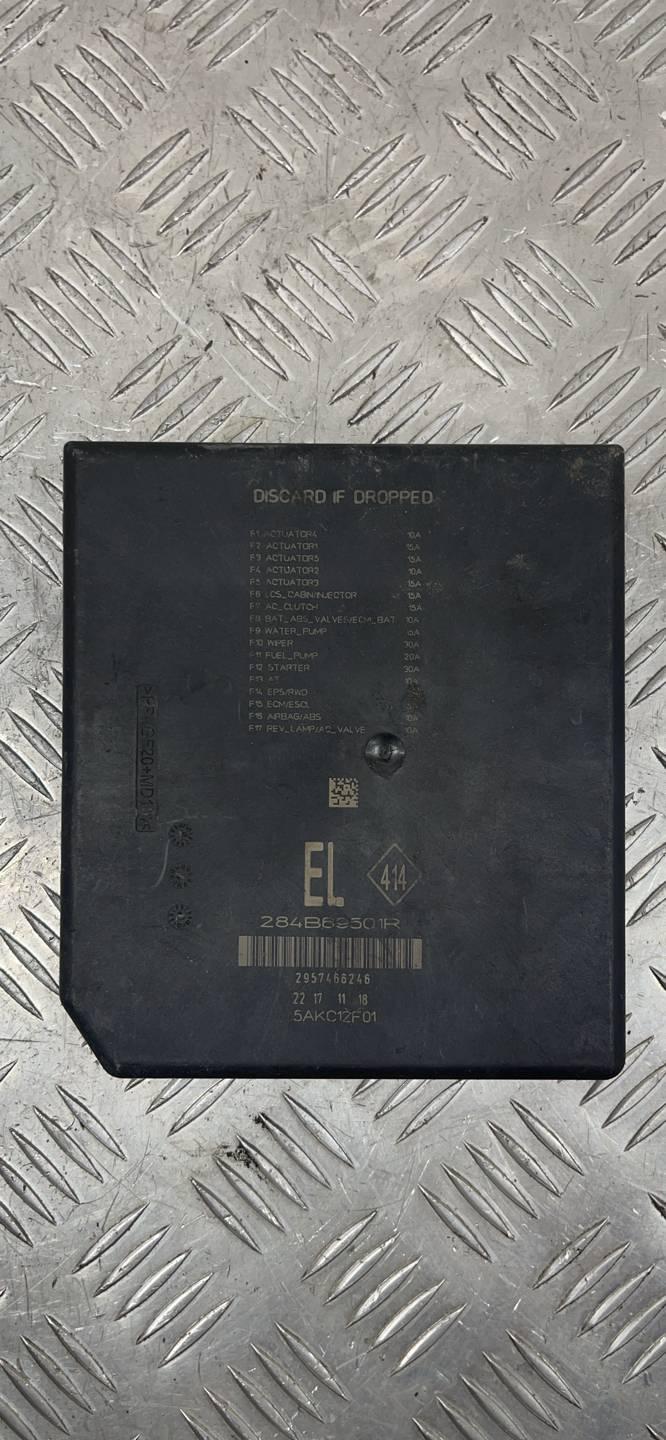 DISCARD IF DROPPED
F1 ACTUATOR4 10A
F2 ACTUATOR1 15A
F3 ACTUATOR5 15A
F4 ACTUATOR2 10A
F5 ACTUATOR3 15A
F6 LCS_CABIN/INJECTOR 15A
F7 AC_CLUTCH 15A
F8 BAT_ABS_VALVES/ECM_BAT 10A
F9 WATER_PUMP 15A
F10 WIPER 30A
F11 FUEL_PUMP 20A
F12 STARTER 30A
F13 AT 10A
F14 EPS/RWD
F15 ECM/ESCL
F16 AIRBAG/ABS 10A
F17 REV_LAMP/AC_VALVE 10A
EL 414
284B69501R
2957466246
22 17 11 18
5AKC12F01